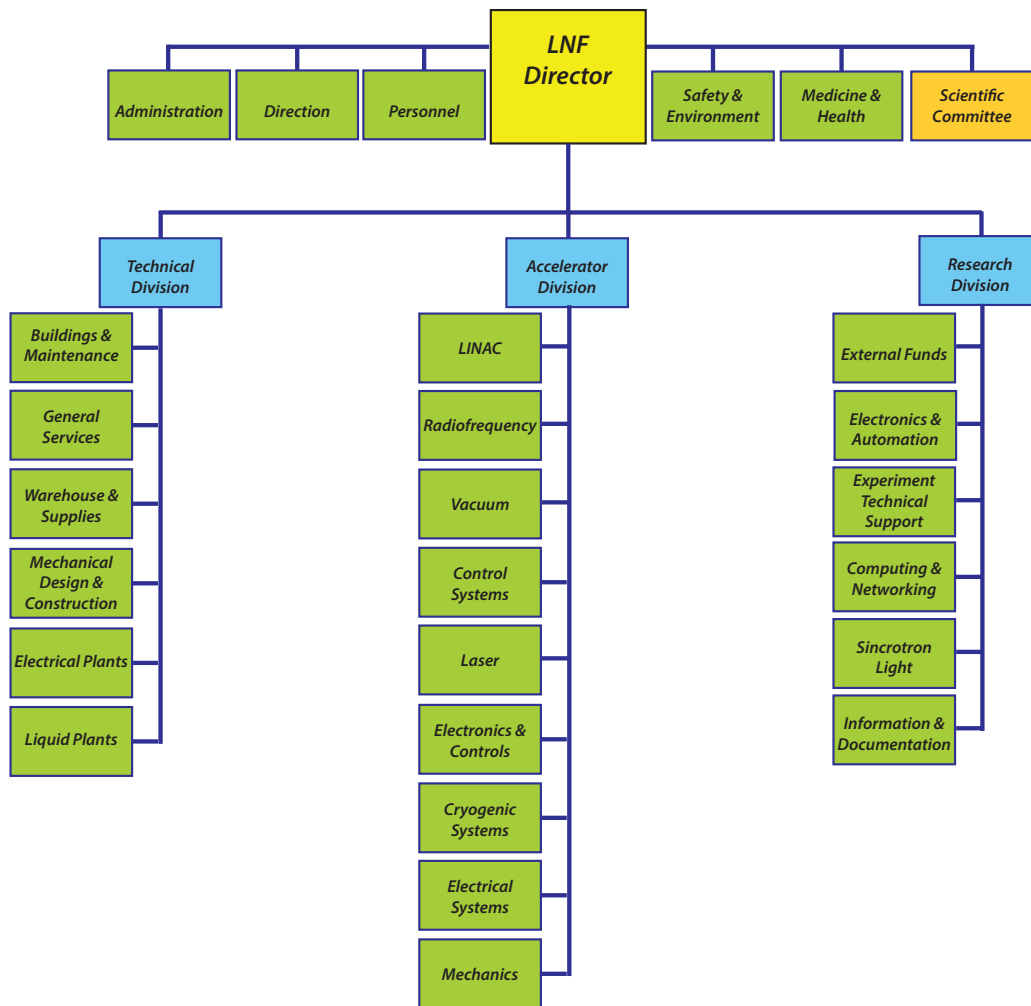 LNF
Director
Administration
Direction
Personnel
Safety &
Environment
Medicine &
Health
Scientific
Committee
Technical
Division
Buildings &
Maintenance
General
Services
Warehouse &
Supplies
Mechanical
Design &
Construction
Electrical Plants
Liquid Plants
Accelerator
Division
LINAC
Radiofrequency
Vacuum
Control
Systems
Laser
Electronics &
Controls
Cryogenic
Systems
Electrical
Systems
Mechanics
Research
Division
External Funds
Electronics &
Automation
Experiment
Technical
Support
Computing &
Networking
Sincrotron
Light
Information &
Documentation